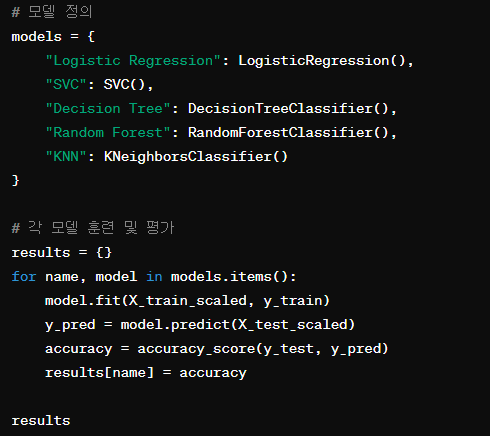 # 모델 정의
models = {
    "Logistic Regression": LogisticRegression(),
    "SVC": SVC(),
    "Decision Tree": DecisionTreeClassifier(),
    "Random Forest": RandomForestClassifier(),
    "KNN": KNeighborsClassifier()
}

# 각 모델 훈련 및 평가
results = {}
for name, model in models.items():
    model.fit(X_train_scaled, y_train)
    y_pred = model.predict(X_test_scaled)
    accuracy = accuracy_score(y_test, y_pred)
    results[name] = accuracy

results